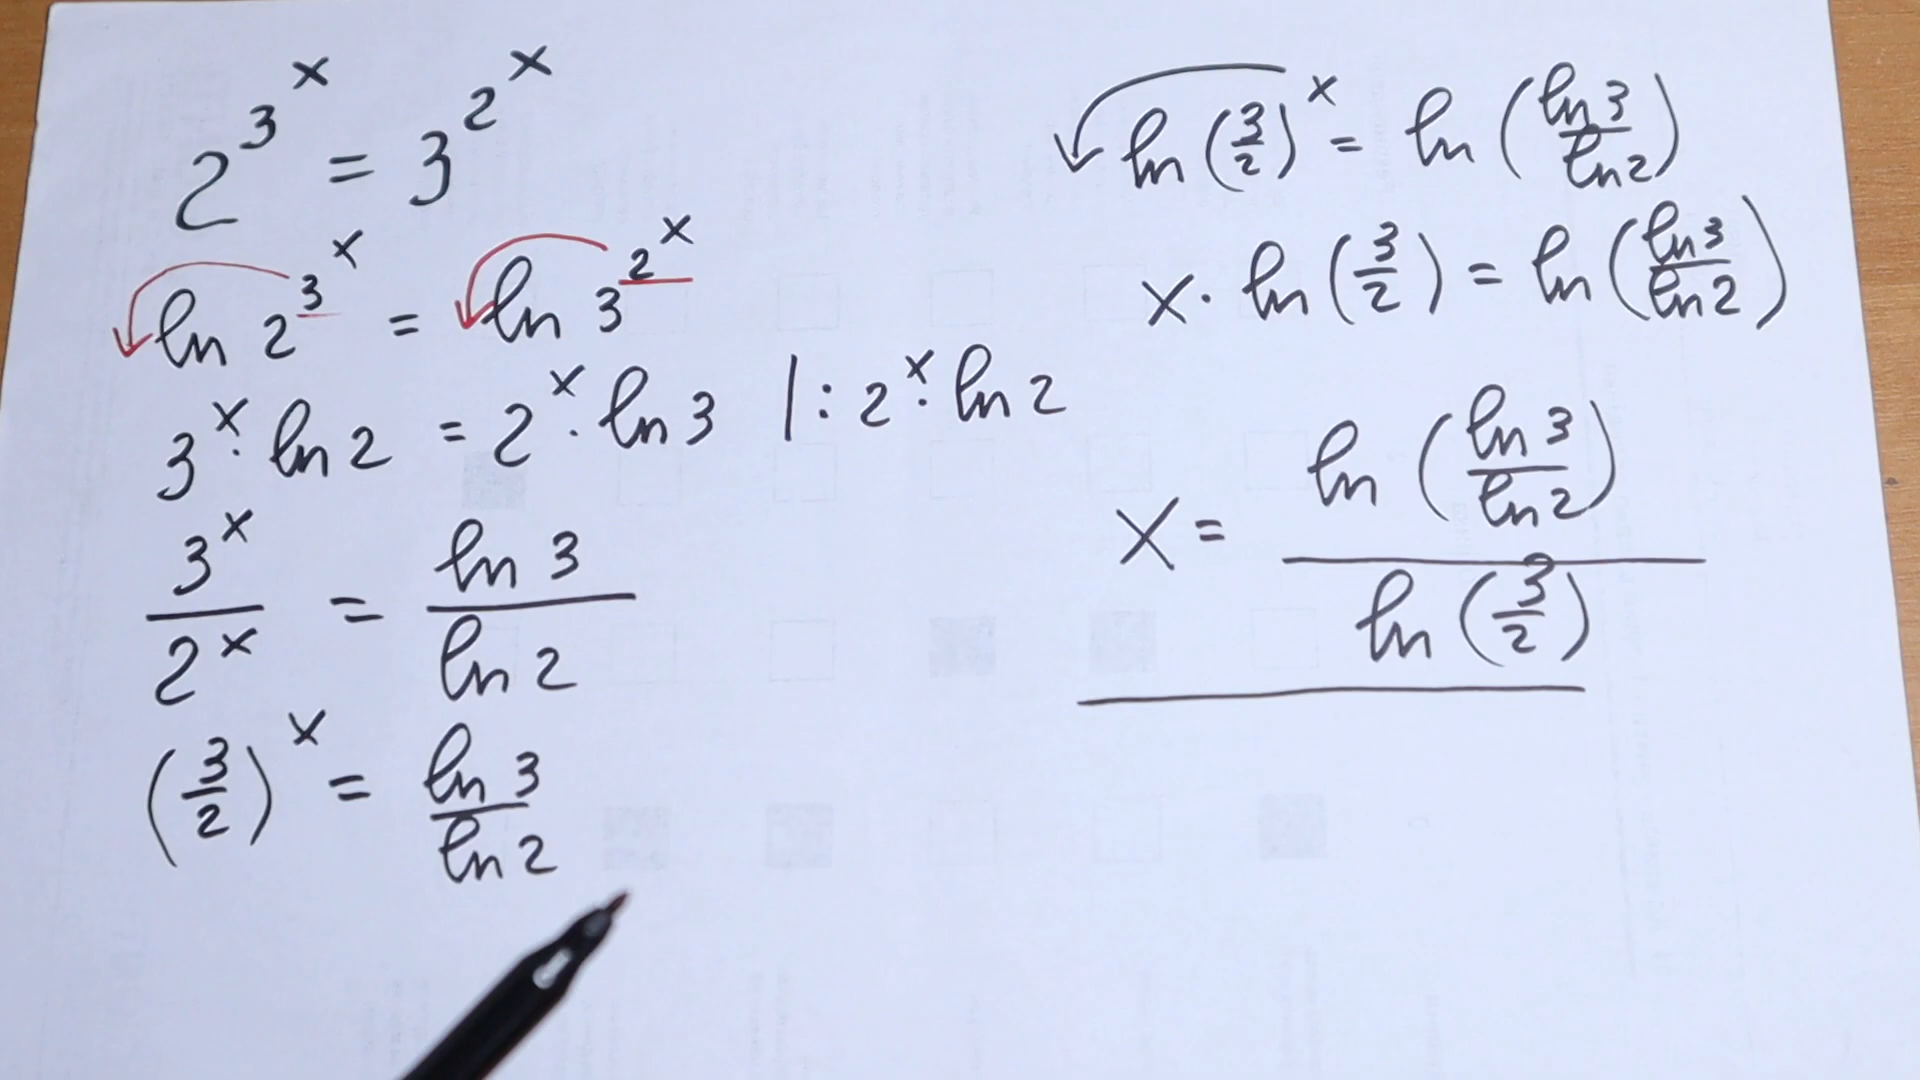 2^{3^x} = 3^{2^x}
ln 2^{3^x} = ln 3^{2^x}
3^x · ln 2 = 2^x · ln 3 | : 2^x · ln 2
3^x / 2^x = ln 3 / ln 2
(3/2)^x = ln 3 / ln 2
ln (3/2)^x = ln (ln 3 / ln 2)
x · ln (3/2) = ln (ln 3 / ln 2)
x = ln (ln 3 / ln 2) / ln (3/2)